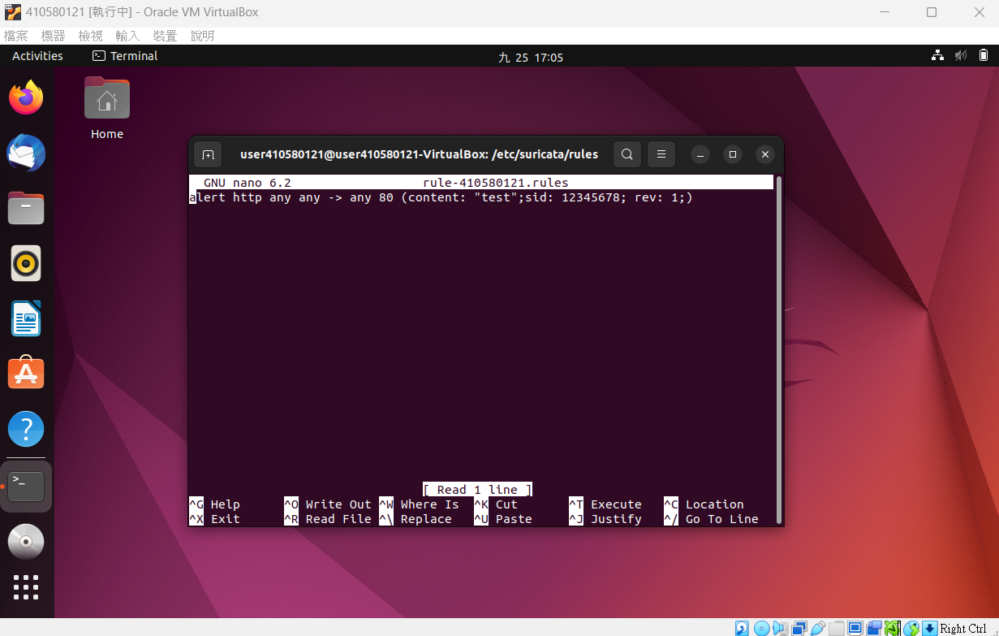 410580121 [執行中] - Oracle VM VirtualBox
檔案 機器 檢視 輸入 裝置 說明
Activities Terminal 九 25 17:05
Home
user410580121@user410580121-VirtualBox: /etc/suricata/rules
GNU nano 6.2 rule-410580121.rules
alert http any any -> any 80 (content: "test";sid: 12345678; rev: 1;)
[ Read 1 line ]
^G Help ^O Write Out ^W Where Is ^K Cut ^T Execute ^C Location
^X Exit ^R Read File ^\ Replace ^U Paste ^J Justify ^/ Go To Line
Right Ctrl